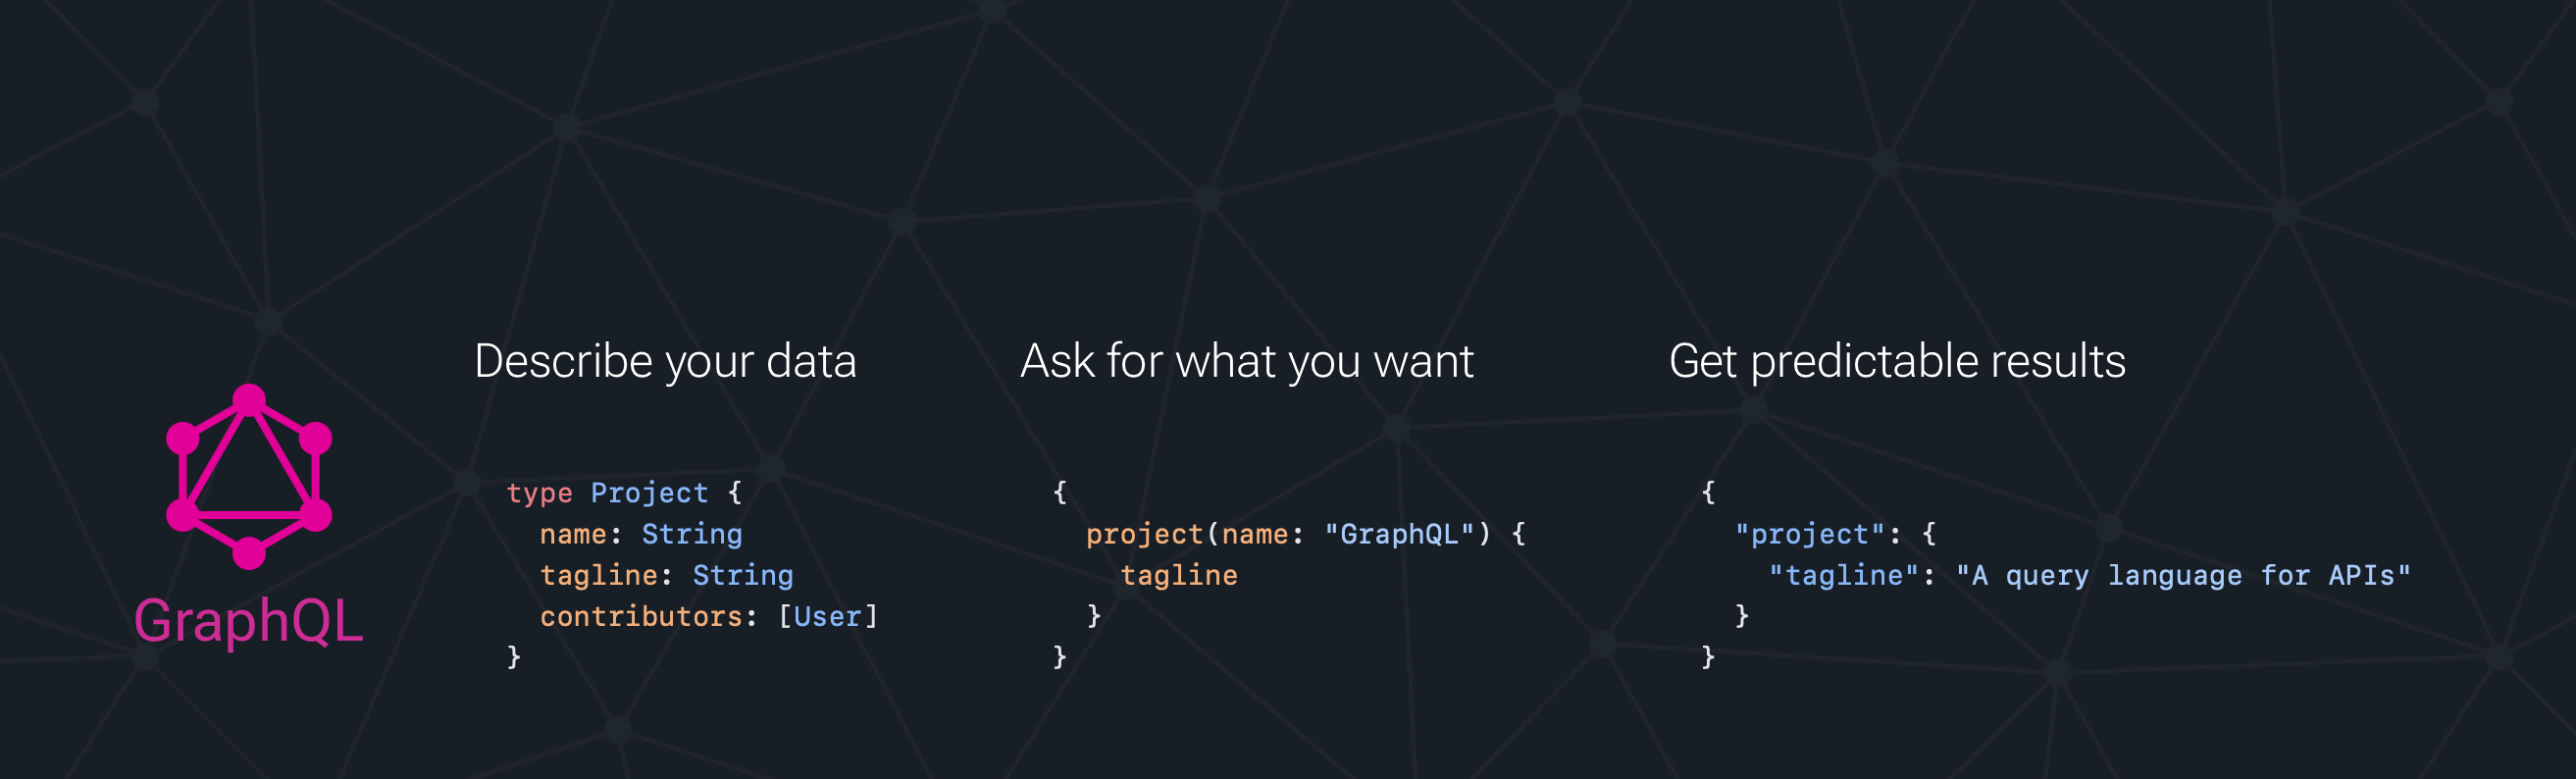 GraphQL
Describe your data
type Project {
  name: String
  tagline: String
  contributors: [User]
}
Ask for what you want
{
  project(name: "GraphQL") {
    tagline
  }
}
Get predictable results
{
  "project": {
    "tagline": "A query language for APIs"
  }
}